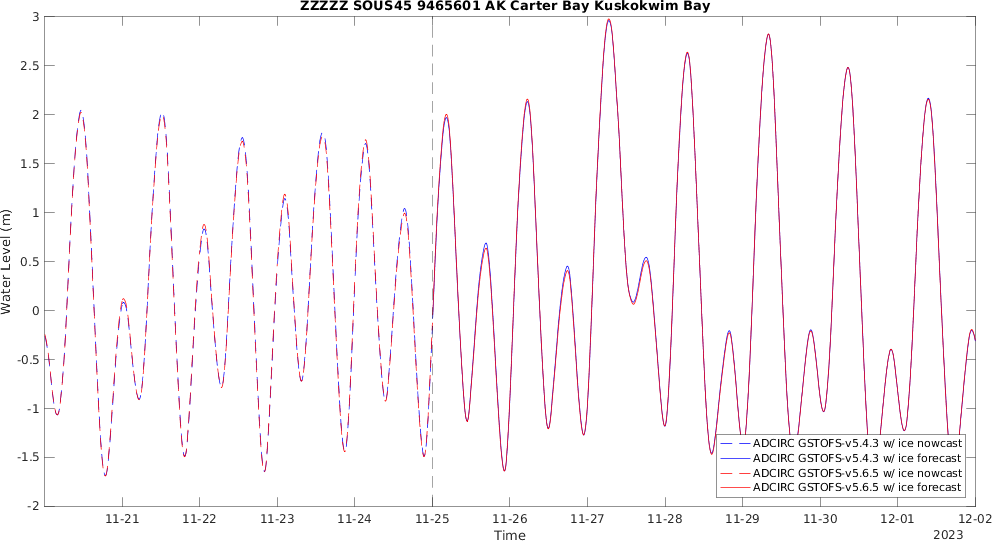 ZZZZZ SOUS45 9465601 AK Carter Bay Kuskokwim Bay
3
2.5
2
1.5
1
0.5
0
-0.5
-1
-1.5
-2
Water Level (m)
ADCIRC GSTOFS-v5.4.3 w/ ice nowcast
ADCIRC GSTOFS-v5.4.3 w/ ice forecast
ADCIRC GSTOFS-v5.6.5 w/ ice nowcast
ADCIRC GSTOFS-v5.6.5 w/ ice forecast
11-21 11-22 11-23 11-24 11-25 11-26 11-27 11-28 11-29 11-30 12-01 12-02
Time
2023